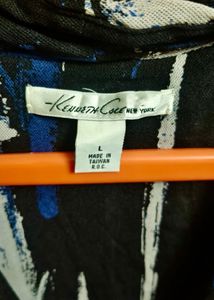 KENNETH COLE NEW YORK
L
MADE IN
TAIWAN
R.O.C.